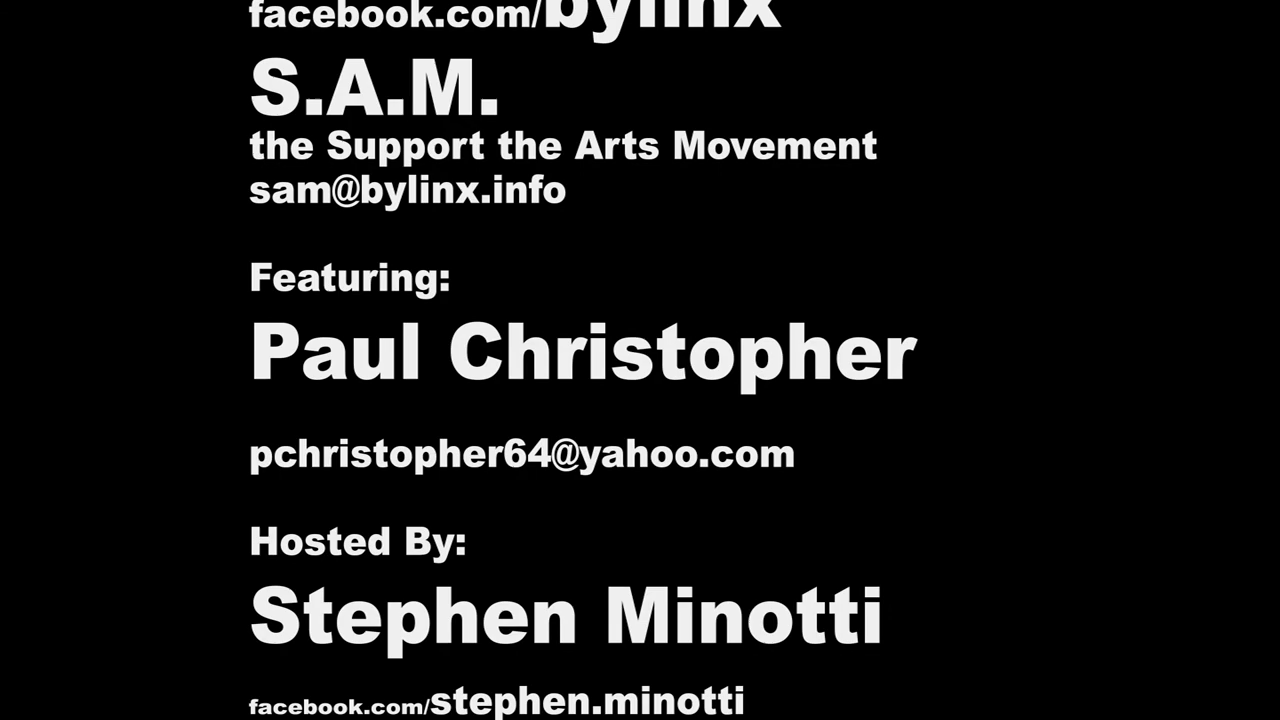 facebook.com/bylinx
S.A.M.
the Support the Arts Movement
sam@bylinx.info
Featuring:
Paul Christopher
pchristopher64@yahoo.com
Hosted By:
Stephen Minotti
facebook.com/stephen.minotti